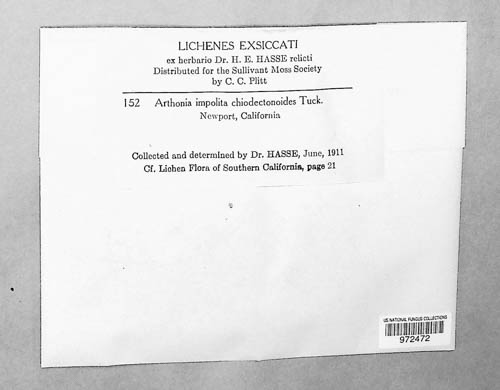 LICHENES EXSICCATI
ex herbario Dr. H. E. HASSE relicti
Distributed for the Sullivant Moss Society
by C. C. Plitt
152 Arthonia impolita chiodectonoides Tuck.
Newport, California
Collected and determined by Dr. HASSE, June, 1911
Cf. Lichen Flora of Southern California, page 21
US NATIONAL FUNGUS COLLECTIONS
972472